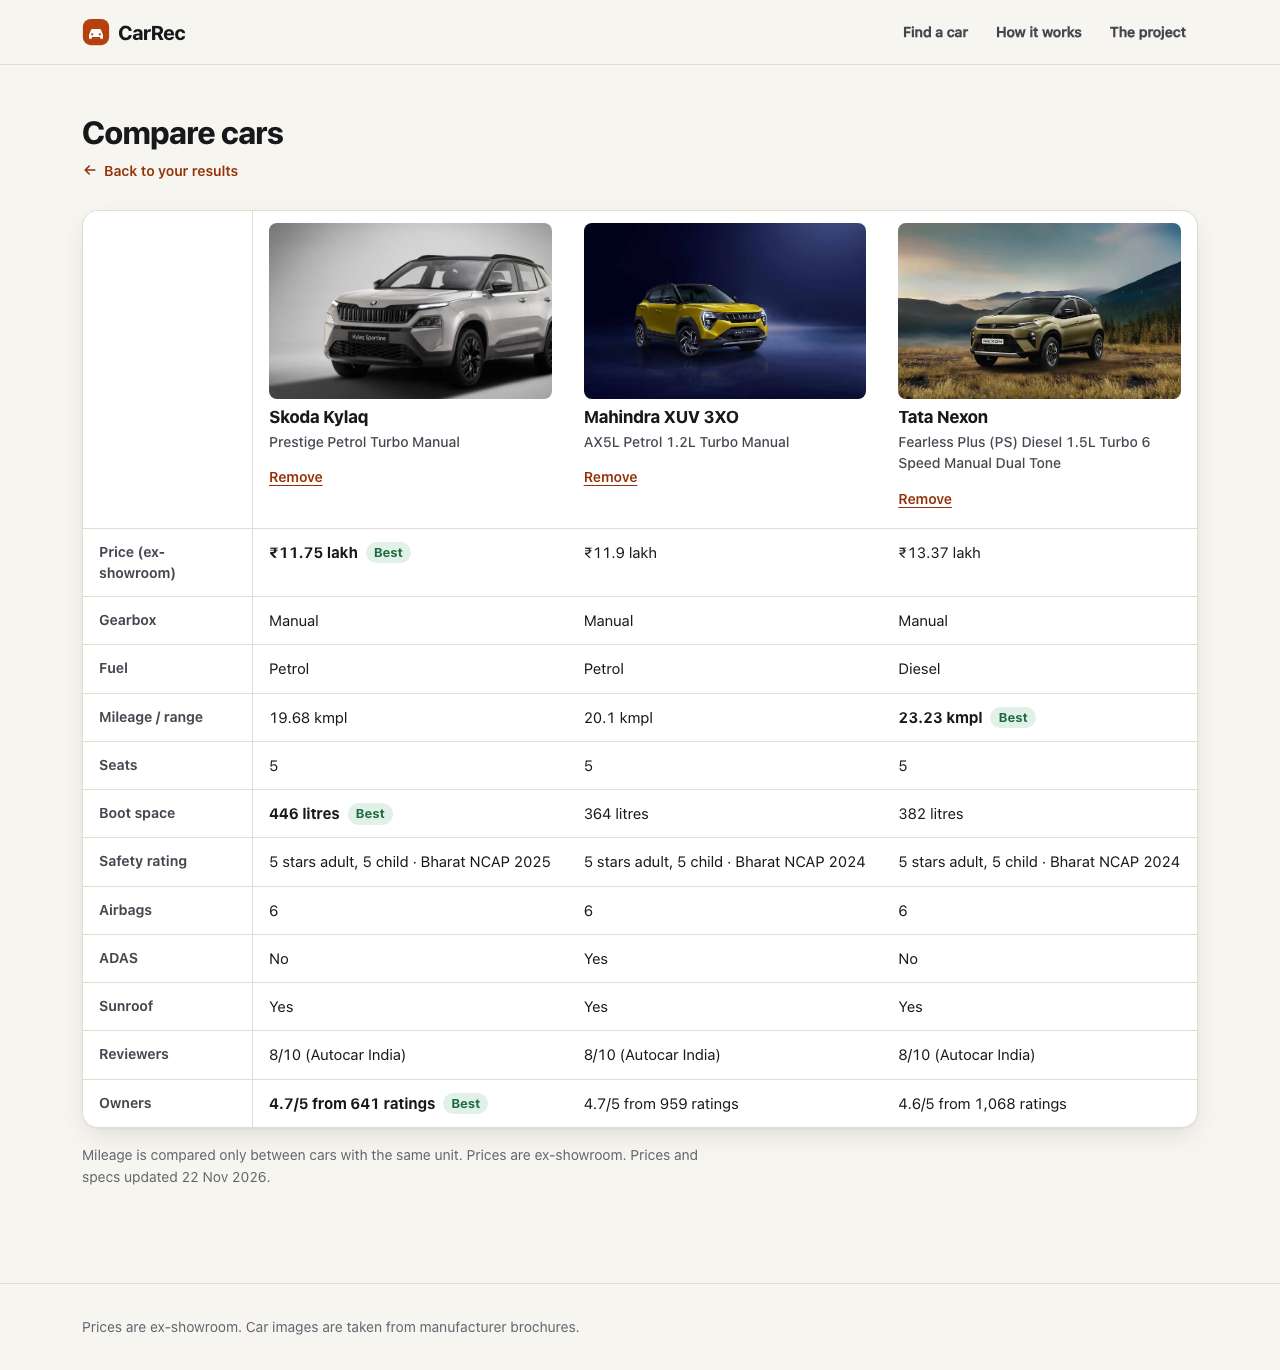 CarRec
Find a car How it works The project
Compare cars
← Back to your results
Kylaq Sportline
NEXON
Skoda Kylaq Mahindra XUV 3XO Tata Nexon
Prestige Petrol Turbo Manual AX5L Petrol 1.2L Turbo Manual Fearless Plus (PS) Diesel 1.5L Turbo 6
Speed Manual Dual Tone
Remove Remove Remove
Price (ex-
showroom) ₹11.75 lakh Best ₹11.9 lakh ₹13.37 lakh
Gearbox Manual Manual Manual
Fuel Petrol Petrol Diesel
Mileage / range 19.68 kmpl 20.1 kmpl 23.23 kmpl Best
Seats 5 5 5
Boot space 446 litres Best 364 litres 382 litres
Safety rating 5 stars adult, 5 child · Bharat NCAP 2025 5 stars adult, 5 child · Bharat NCAP 2024 5 stars adult, 5 child · Bharat NCAP 2024
Airbags 6 6 6
ADAS No Yes No
Sunroof Yes Yes Yes
Reviewers 8/10 (Autocar India) 8/10 (Autocar India) 8/10 (Autocar India)
Owners 4.7/5 from 641 ratings Best 4.7/5 from 959 ratings 4.6/5 from 1,068 ratings
Mileage is compared only between cars with the same unit. Prices are ex-showroom. Prices and
specs updated 22 Nov 2026.
Prices are ex-showroom. Car images are taken from manufacturer brochures.